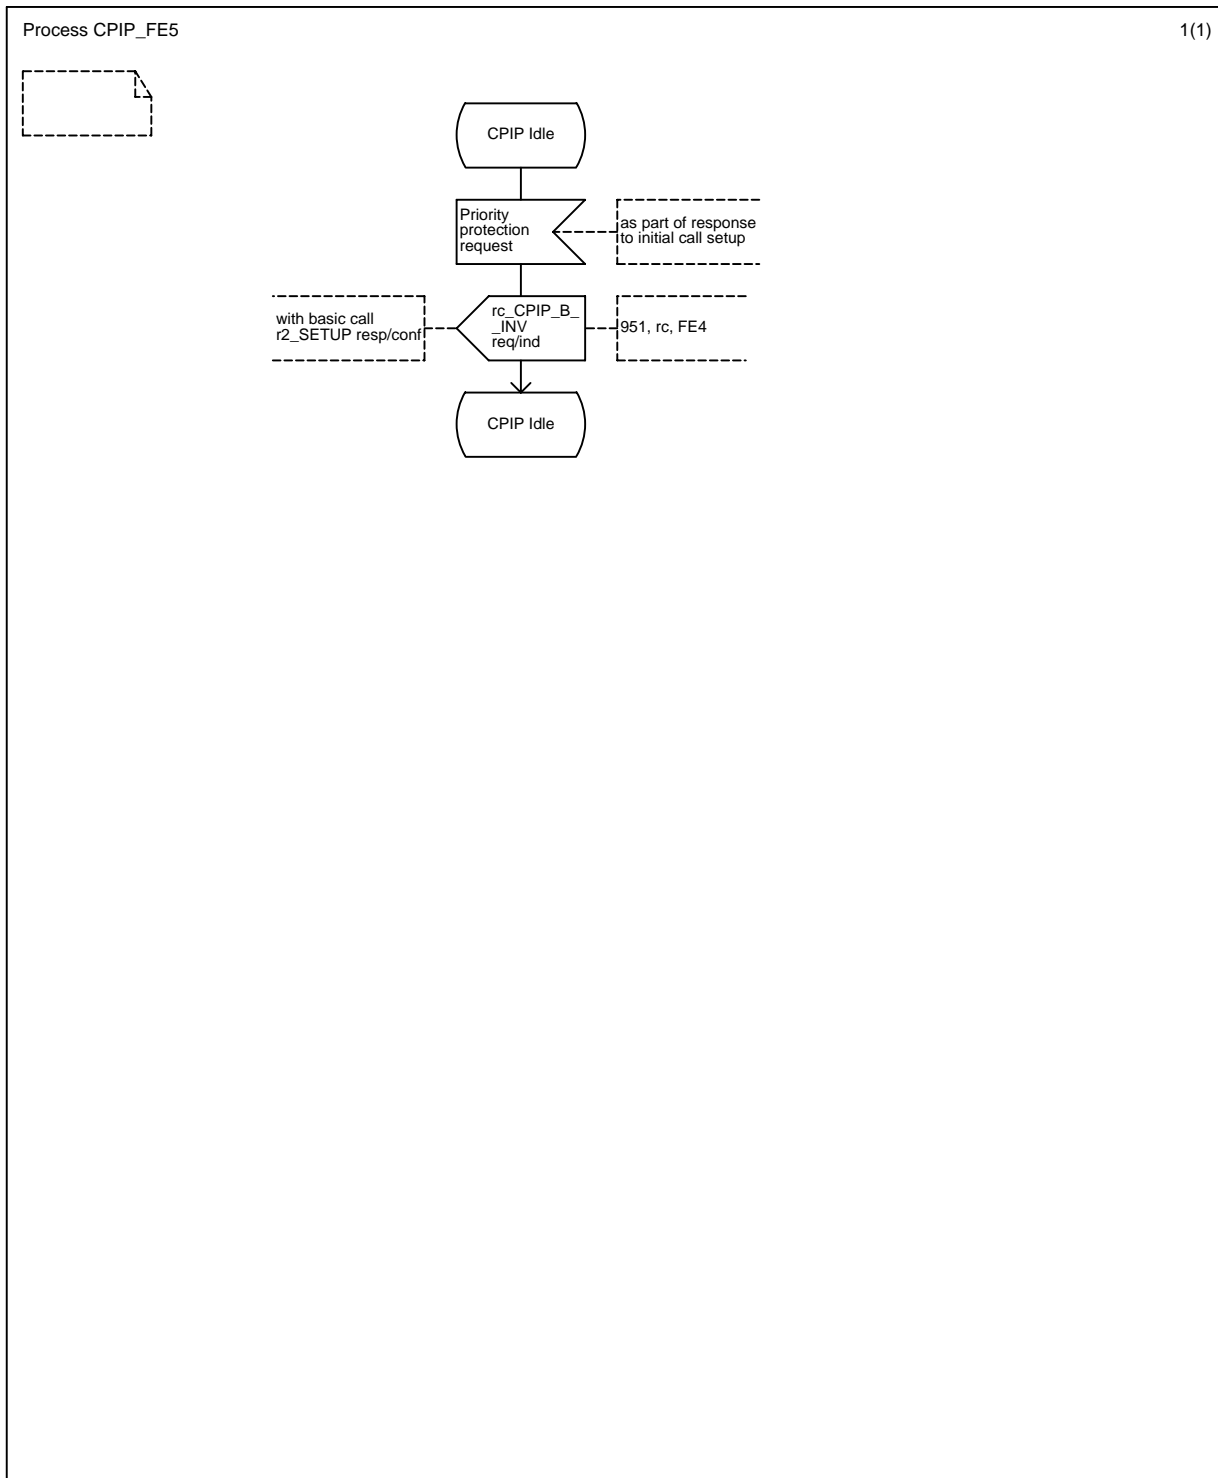 Process CPIP_FE5
1(1)
CPIP Idle
Priority
protection
request
as part of response
to initial call setup
with basic call
r2_SETUP resp/conf
rc_CPIP_B_
_INV
req/ind
951, rc, FE4
CPIP Idle